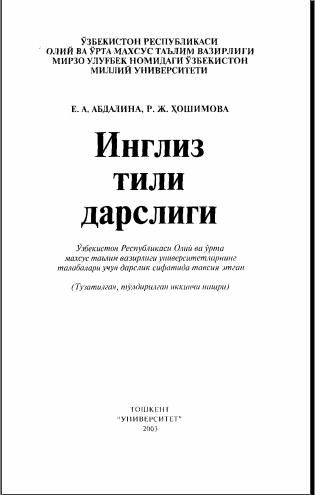 ЎЗБЕКИСТОН РЕСПУБЛИКАСИ
ОЛИЙ ВА ЎРТА МАХСУС ТАЪЛИМ ВАЗИРЛИГИ
МИРЗО УЛУҒБЕК НОМИДАГИ ЎЗБЕКИСТОН
МИЛЛИЙ УНИВЕРСИТЕТИ
Е. А. АБДАЛИНА, Р. Ж. ҲОШИМОВА
Инглиз
тили
дарслиги
Ўзбекистон Республикаси Олий ва ўрта
махсус таълим вазирлиги университетларнинг
талабалари учун дарслик сифатида тавсия этган
(Тузатилган, тўлдирилган иккинчи нашри)
ТОШКЕНТ
"УНИВЕРСИТЕТ"
2003